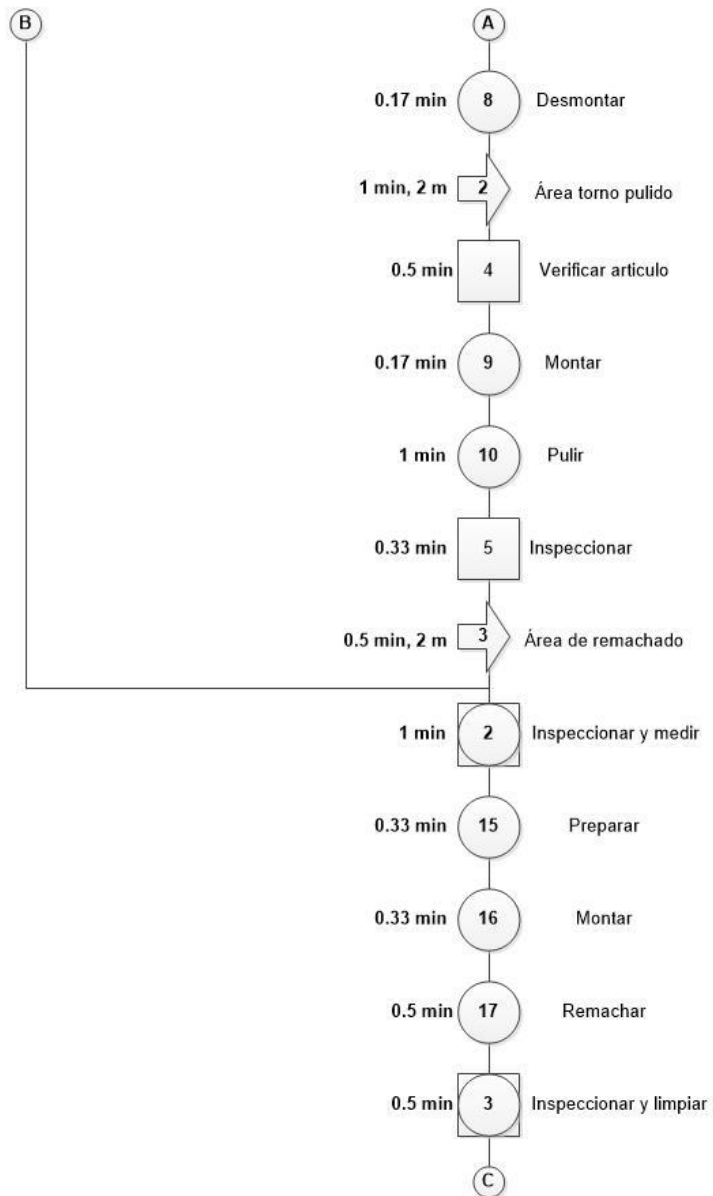 B
A
0.17 min 8 Desmontar
1 min, 2 m 2 Área torno pulido
0.5 min 4 Verificar articulo
0.17 min 9 Montar
1 min 10 Pulir
0.33 min 5 Inspeccionar
0.5 min, 2 m 3 Área de remachado
1 min 2 Inspeccionar y medir
0.33 min 15 Preparar
0.33 min 16 Montar
0.5 min 17 Remachar
0.5 min 3 Inspeccionar y limpiar
C